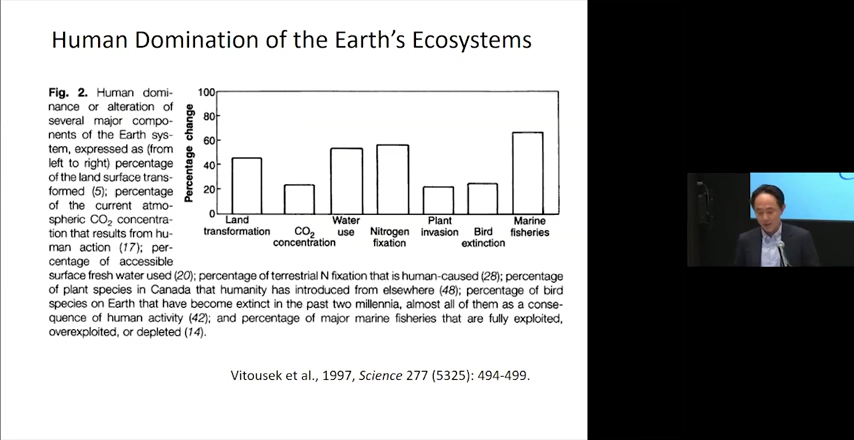 Human Domination of the Earth's Ecosystems
Fig. 2. Human domi-
nance or alteration of
several major compo-
nents of the Earth sys-
tem, expressed as (from
left to right) percentage
of the land surface trans-
formed (5); percentage
of the current atmo-
spheric CO2 concentra-
tion that results from hu-
man action (17); per-
centage of accessible
surface fresh water used (20); percentage of terrestrial N fixation that is human-caused (28); percentage
of plant species in Canada that humanity has introduced from elsewhere (48); percentage of bird
species on Earth that have become extinct in the past two millennia, almost all of them as a conse-
quence of human activity (42); and percentage of major marine fisheries that are fully exploited,
overexploited, or depleted (14).
Percentage change
100
80
60
40
20
0
Land
transformation
CO2
concentration
Water
use
Nitrogen
fixation
Plant
invasion
Bird
extinction
Marine
fisheries
Vitousek et al., 1997, Science 277 (5325): 494-499.